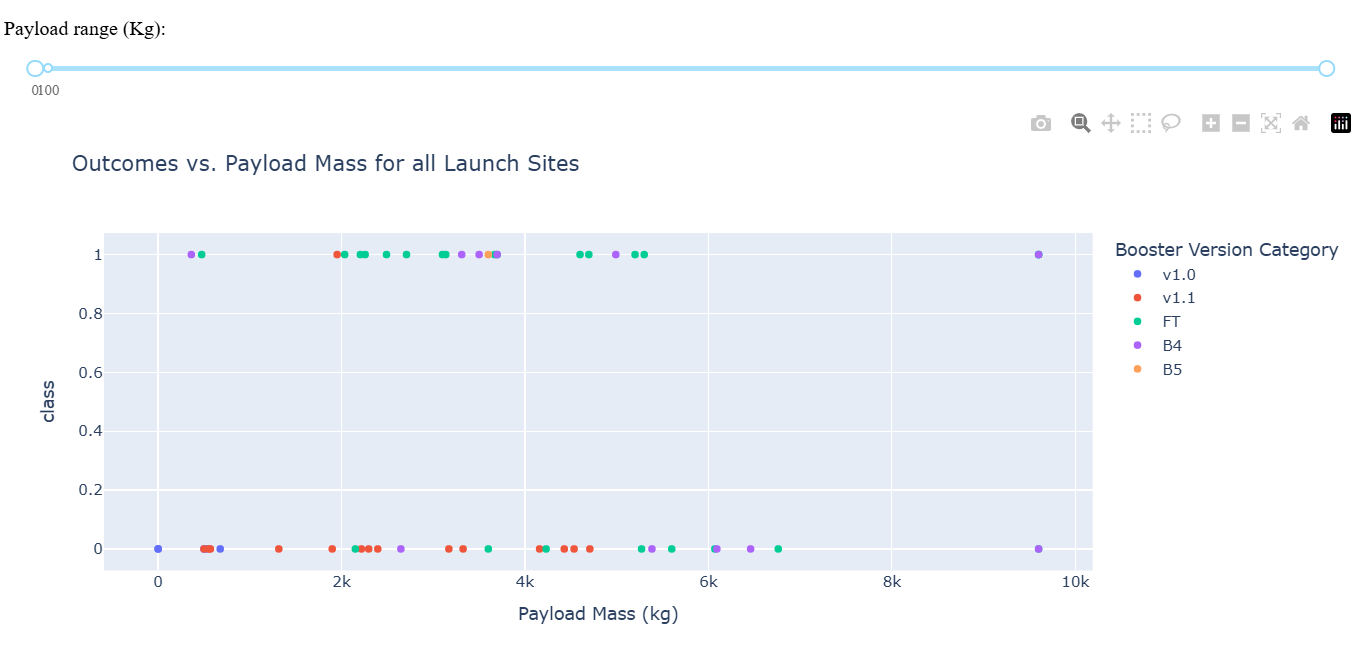 Payload range (Kg):
0100
Outcomes vs. Payload Mass for all Launch Sites
Booster Version Category
v1.0
v1.1
FT
B4
B5
1
0.8
0.6
0.4
0.2
0
class
0 2k 4k 6k 8k 10k
Payload Mass (kg)